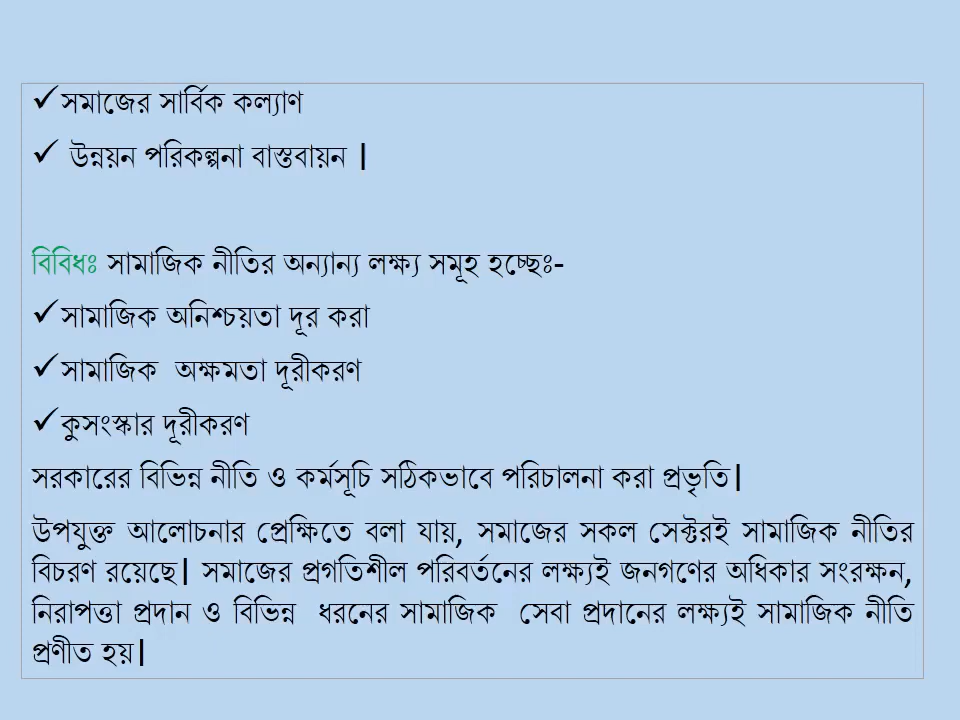 ✓সমাজের সার্বিক কল্যাণ
✓ উন্নয়ন পরিকল্পনা বাস্তবায়ন |
বিবিধঃ সামাজিক নীতির অন্যান্য লক্ষ্য সমূহ হচ্ছেঃ-
✓সামাজিক অনিশ্চয়তা দূর করা
✓সামাজিক অক্ষমতা দূরীকরণ
✓কুসংস্কার দূরীকরণ
সরকারের বিভিন্ন নীতি ও কর্মসূচি সঠিকভাবে পরিচালনা করা প্রভৃতি|
উপযুক্ত আলোচনার প্রেক্ষিতে বলা যায়, সমাজের সকল সেক্টরই সামাজিক নীতির
বিচরণ রয়েছে| সমাজের প্রগতিশীল পরিবর্তনের লক্ষ্যই জনগণের অধিকার সংরক্ষন,
নিরাপত্তা প্রদান ও বিভিন্ন ধরনের সামাজিক সেবা প্রদানের লক্ষ্যই সামাজিক নীতি
প্রণীত হয়|